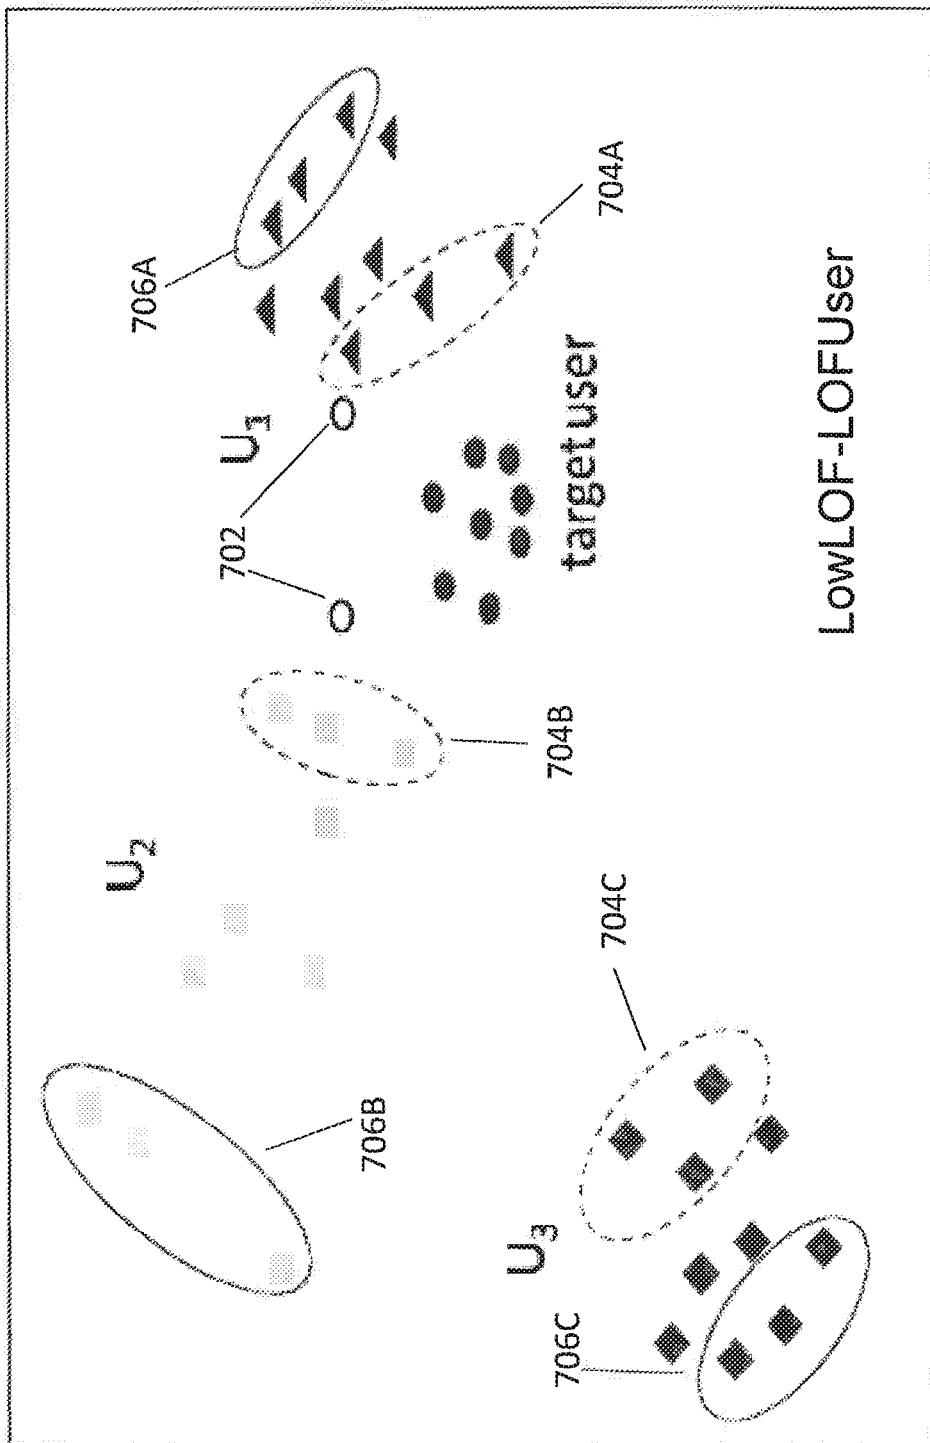 U2
706A
702
U1
706B
U3
704B
706C
target user
704C
704A
LowLOF-LOFUser